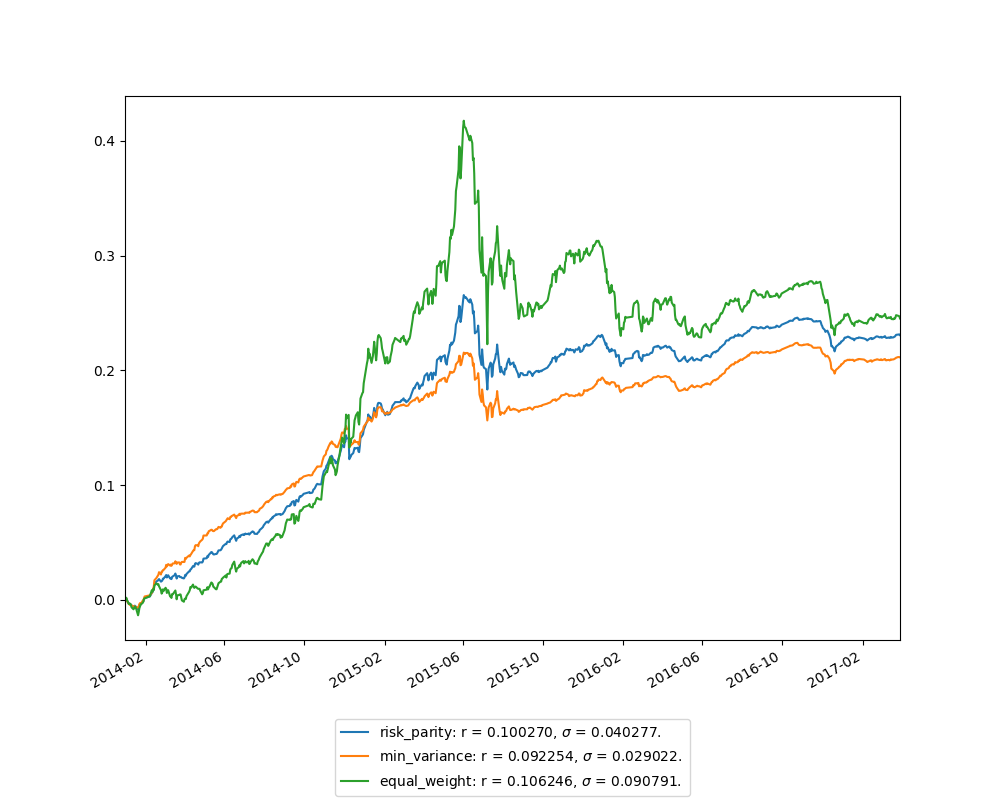 0.4
0.3
0.2
0.1
0.0
2014-02 2014-06 2014-10 2015-02 2015-06 2015-10 2016-02 2016-06 2016-10 2017-02
risk_parity: r = 0.100270, σ = 0.040277.
min_variance: r = 0.092254, σ = 0.029022.
equal_weight: r = 0.106246, σ = 0.090791.